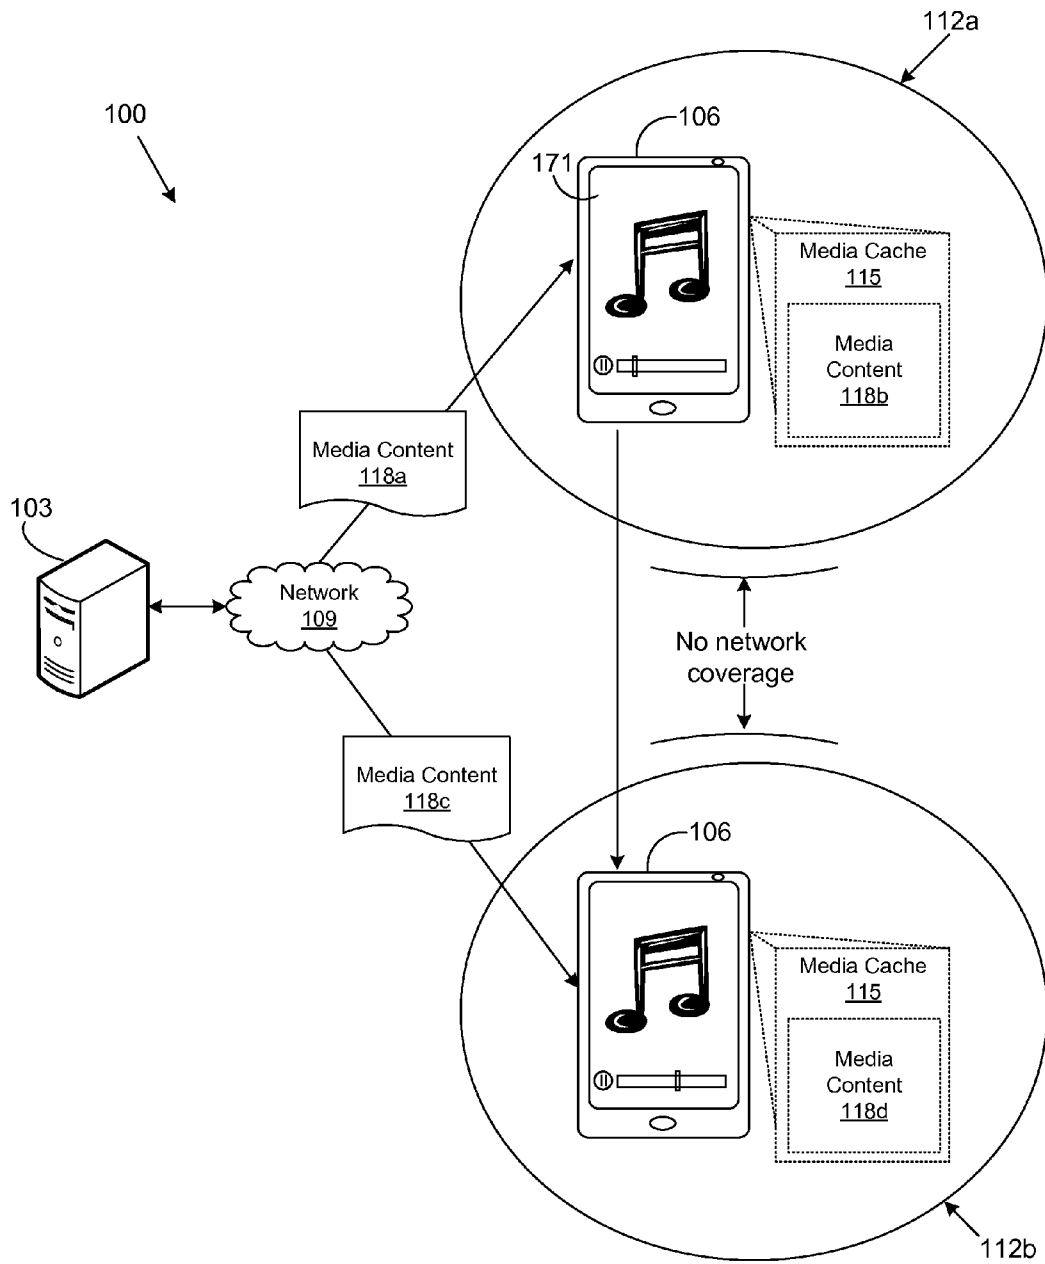 112a
100
106
171
Media Cache
115
Media
Content
118b
Media Content
118a
103
Network
109
No network
coverage
Media Content
118c
106
Media Cache
115
Media
Content
118d
112b